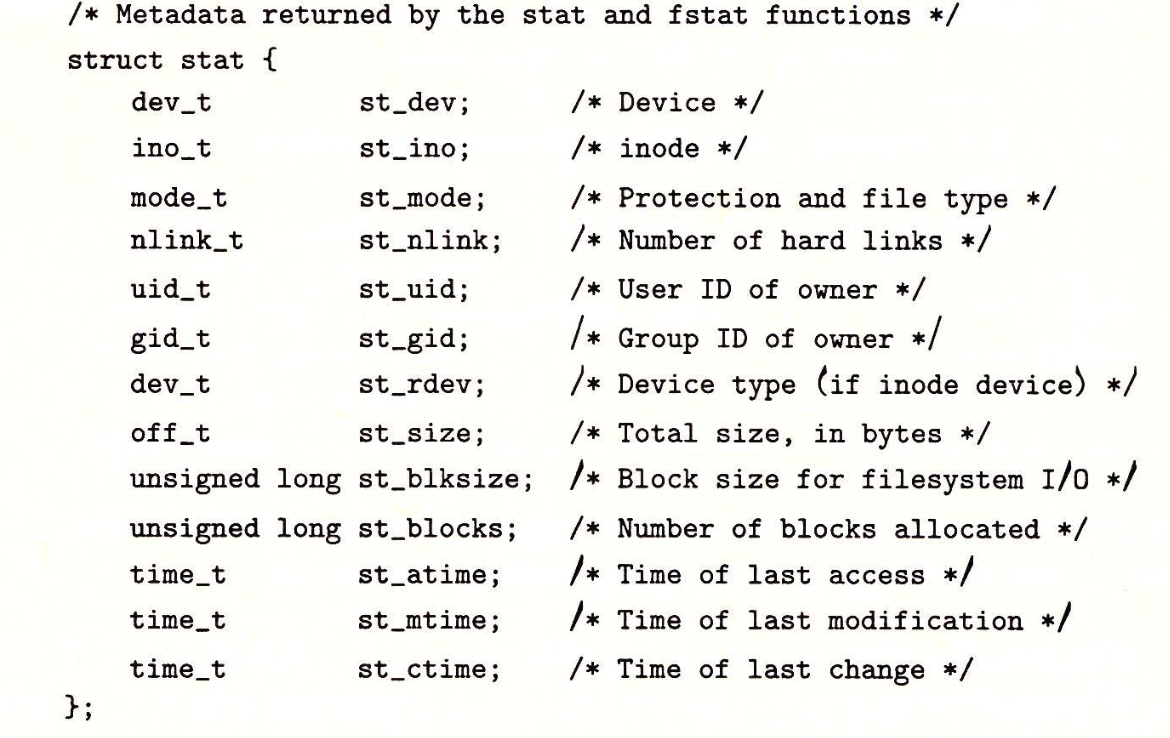 /* Metadata returned by the stat and fstat functions */
struct stat {
    dev_t         st_dev;      /* Device */
    ino_t         st_ino;      /* inode */
    mode_t        st_mode;     /* Protection and file type */
    nlink_t       st_nlink;    /* Number of hard links */
    uid_t         st_uid;      /* User ID of owner */
    gid_t         st_gid;      /* Group ID of owner */
    dev_t         st_rdev;     /* Device type (if inode device) */
    off_t         st_size;     /* Total size, in bytes */
    unsigned long st_blksize;  /* Block size for filesystem I/O */
    unsigned long st_blocks;   /* Number of blocks allocated */
    time_t        st_atime;    /* Time of last access */
    time_t        st_mtime;    /* Time of last modification */
    time_t        st_ctime;    /* Time of last change */
};